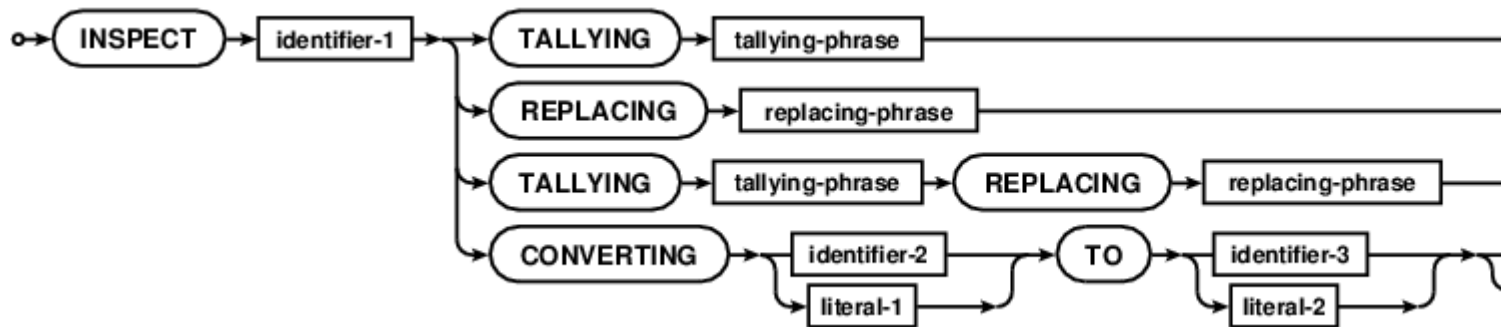 INSPECT identifier-1 TALLYING tallying-phrase
REPLACING replacing-phrase
TALLYING tallying-phrase REPLACING replacing-phrase
CONVERTING identifier-2 TO identifier-3
literal-1 literal-2